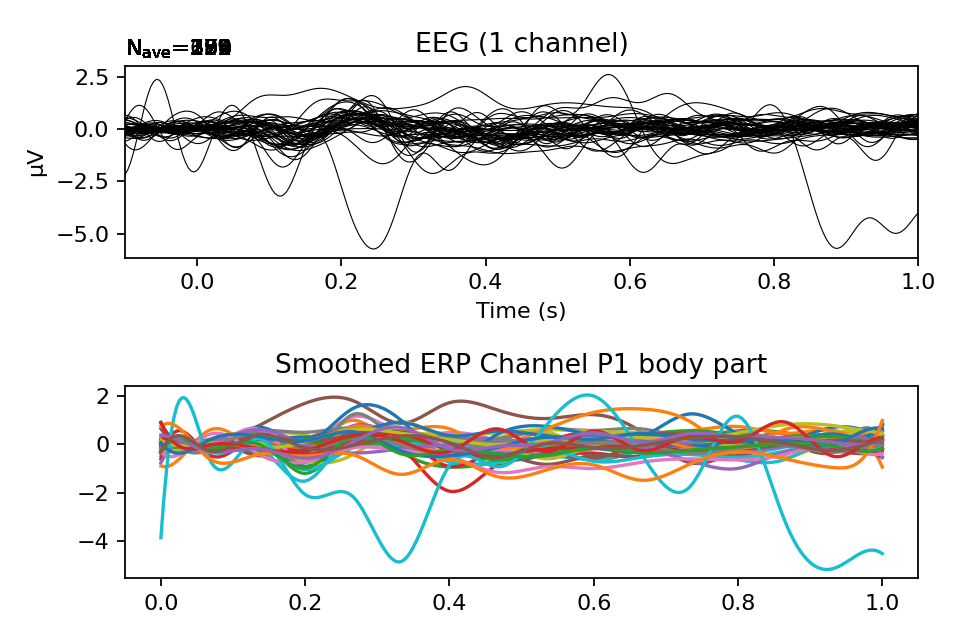 N_ave=
EEG (1 channel)
2.5
0.0
−2.5
−5.0
µV
0.0 0.2 0.4 0.6 0.8 1.0
Time (s)
Smoothed ERP Channel P1 body part
2
0
−2
−4
0.0 0.2 0.4 0.6 0.8 1.0